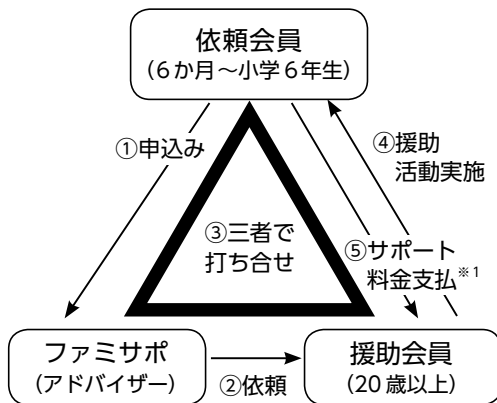 依頼会員
(6か月～小学6年生)
①申込み
④援助
活動実施
③三者で
打ち合せ
⑤サポート
料金支払※1
ファミサポ
(アドバイザー)
②依頼
援助会員
(20歳以上)